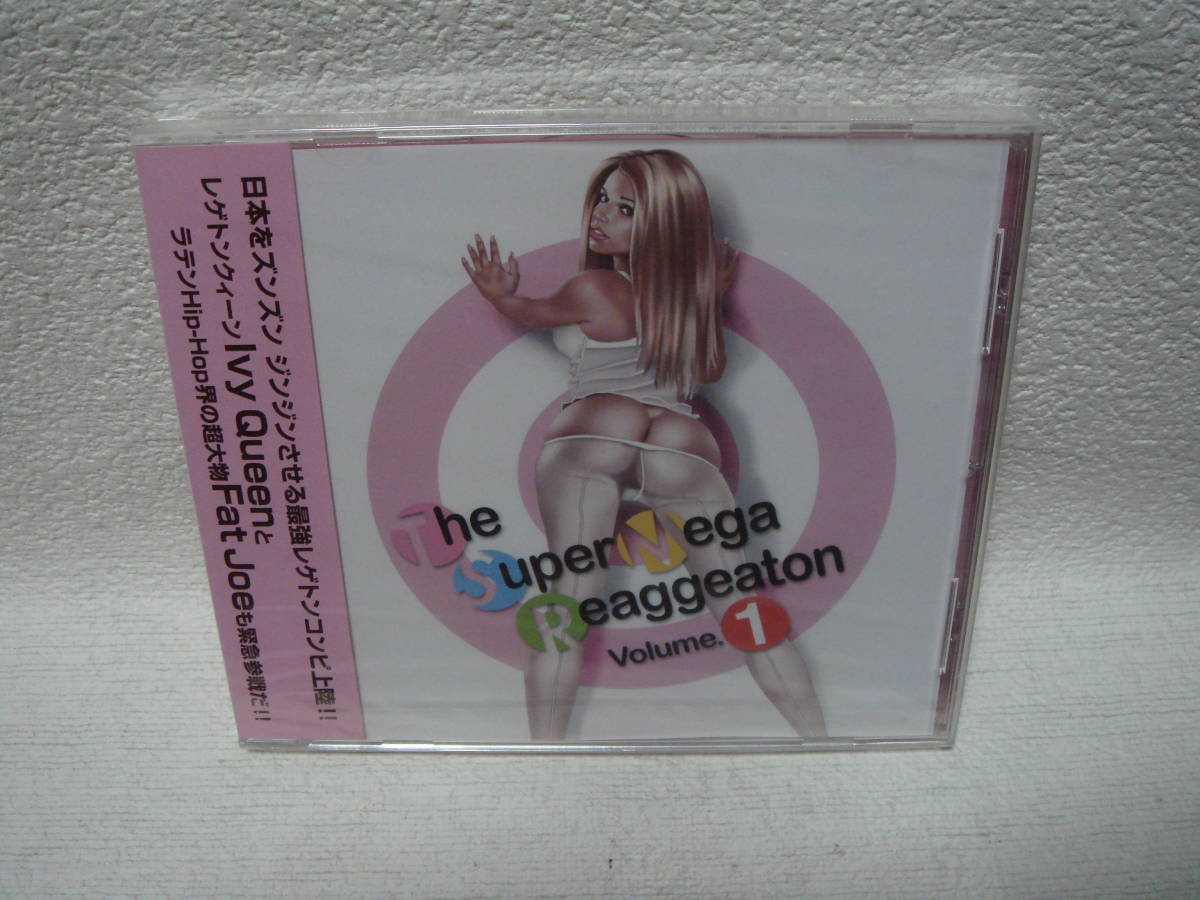 日本をズンズン ジンジンさせる最強レゲトンコンピ上陸!!
レゲトンクィーンIvy Queenと
ラテンHip-Hop界の超大物Fat Joeも緊急参戦だ!!
The
Super Mega
Reaggeaton
Volume.1